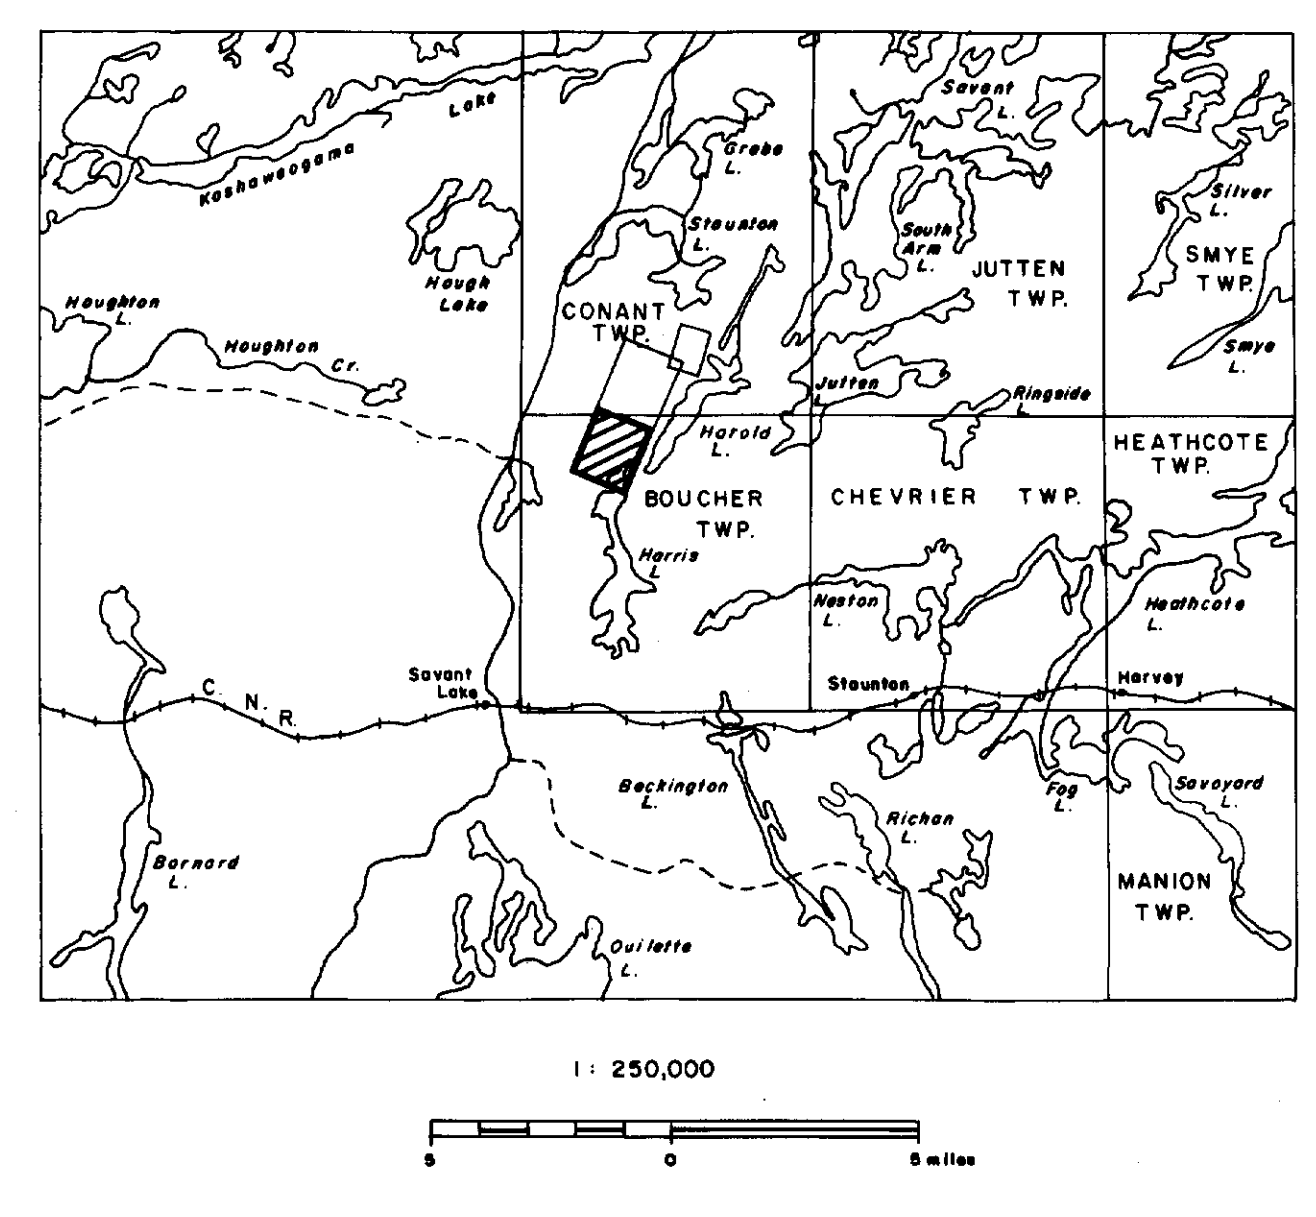 Savant
L.
Lake
Kashaweogama
Grebe
L.
Silver
L.
Staunton
L.
South
Arm
L.
JUTTEN
TWP.
SMYE
TWP.
Hough
Lake
Houghton
L.
CONANT
TWP.
Houghton
Cr.
Smye
L.
Jutten
L.
Ringside
L.
Harold
L.
HEATHCOTE
TWP.
BOUCHER
TWP.
CHEVRIER TWP.
Harris
L.
Neston
L.
Heathcote
L.
Savant
Lake
Staunton
Harvey
C. N. R.
Beckington
L.
Fog
L.
Savoyard
L.
Richan
L.
Barnard
L.
MANION
TWP.
Ouilette
L.
1 : 250,000
5 0 5 miles